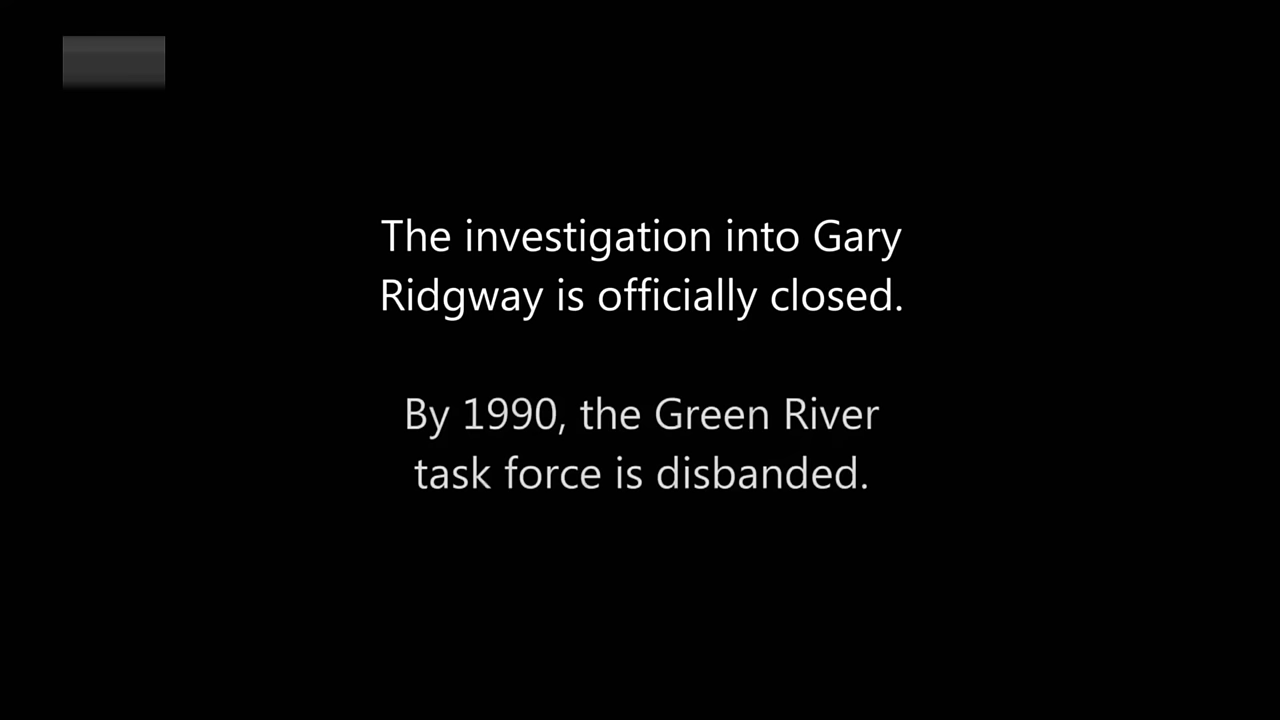 The investigation into Gary
Ridgway is officially closed.
By 1990, the Green River
task force is disbanded.